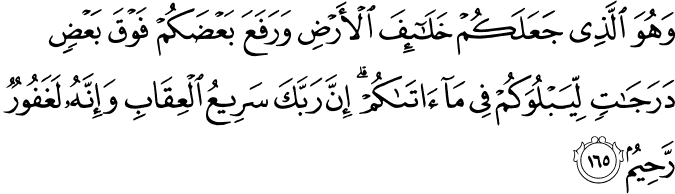 وَهُوَ ٱلَّذِى جَعَلَكُمْ خَلَـٰٓئِفَ ٱلْأَرْضِ وَرَفَعَ بَعْضَكُمْ فَوْقَ بَعْضٍ
دَرَجَـٰتٍ لِّيَبْلُوَكُمْ فِى مَآ ءَاتَىٰكُمْ ۗ إِنَّ رَبَّكَ سَرِيعُ ٱلْعِقَابِ وَإِنَّهُۥ لَغَفُورٌ
رَّحِيمٌۢ ١٦٥